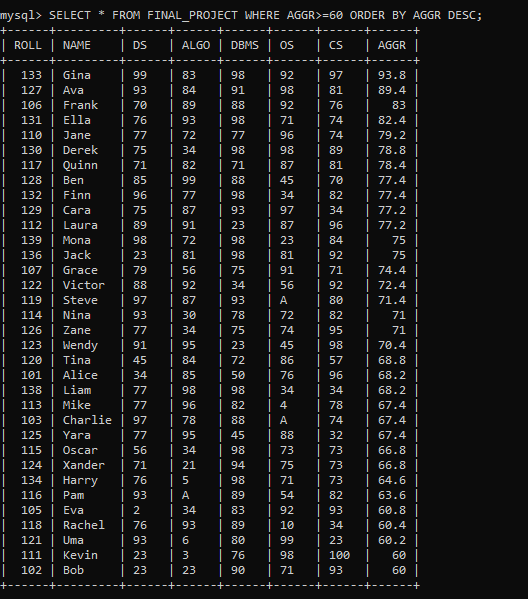 mysql> SELECT * FROM FINAL_PROJECT WHERE AGGR>=60 ORDER BY AGGR DESC;
+------+---------+------+------+------+------+------+------+
| ROLL | NAME    | DS   | ALGO | DBMS | OS   | CS   | AGGR |
+------+---------+------+------+------+------+------+------+
|  133 | Gina    | 99   | 83   | 98   | 92   | 97   | 93.8 |
|  127 | Ava     | 93   | 84   | 91   | 98   | 81   | 89.4 |
|  106 | Frank   | 70   | 89   | 88   | 92   | 76   |   83 |
|  131 | Ella    | 76   | 93   | 98   | 71   | 74   | 82.4 |
|  110 | Jane    | 77   | 72   | 77   | 96   | 74   | 79.2 |
|  130 | Derek   | 75   | 34   | 98   | 98   | 89   | 78.8 |
|  117 | Quinn   | 71   | 82   | 71   | 87   | 81   | 78.4 |
|  128 | Ben     | 85   | 99   | 88   | 45   | 70   | 77.4 |
|  132 | Finn    | 96   | 77   | 98   | 34   | 82   | 77.4 |
|  129 | Cara    | 75   | 87   | 93   | 97   | 34   | 77.2 |
|  112 | Laura   | 89   | 91   | 23   | 87   | 96   | 77.2 |
|  139 | Mona    | 98   | 72   | 98   | 23   | 84   |   75 |
|  136 | Jack    | 23   | 81   | 98   | 81   | 92   |   75 |
|  107 | Grace   | 79   | 56   | 75   | 91   | 71   | 74.4 |
|  122 | Victor  | 88   | 92   | 34   | 56   | 92   | 72.4 |
|  119 | Steve   | 97   | 87   | 93   | A    | 80   | 71.4 |
|  114 | Nina    | 93   | 30   | 78   | 72   | 82   |   71 |
|  126 | Zane    | 77   | 34   | 75   | 74   | 95   |   71 |
|  123 | Wendy   | 91   | 95   | 23   | 45   | 98   | 70.4 |
|  120 | Tina    | 45   | 84   | 72   | 86   | 57   | 68.8 |
|  101 | Alice   | 34   | 85   | 50   | 76   | 96   | 68.2 |
|  138 | Liam    | 77   | 98   | 98   | 34   | 34   | 68.2 |
|  113 | Mike    | 77   | 96   | 82   | 4    | 78   | 67.4 |
|  103 | Charlie | 97   | 78   | 88   | A    | 74   | 67.4 |
|  125 | Yara    | 77   | 95   | 45   | 88   | 32   | 67.4 |
|  115 | Oscar   | 56   | 34   | 98   | 73   | 73   | 66.8 |
|  124 | Xander  | 71   | 21   | 94   | 75   | 73   | 66.8 |
|  134 | Harry   | 76   | 5    | 98   | 71   | 73   | 64.6 |
|  116 | Pam     | 93   | A    | 89   | 54   | 82   | 63.6 |
|  105 | Eva     | 2    | 34   | 83   | 92   | 93   | 60.8 |
|  118 | Rachel  | 76   | 93   | 89   | 10   | 34   | 60.4 |
|  121 | Uma     | 93   | 6    | 80   | 99   | 23   | 60.2 |
|  111 | Kevin   | 23   | 3    | 76   | 98   | 100  |   60 |
|  102 | Bob     | 23   | 23   | 90   | 71   | 93   |   60 |
+------+---------+------+------+------+------+------+------+